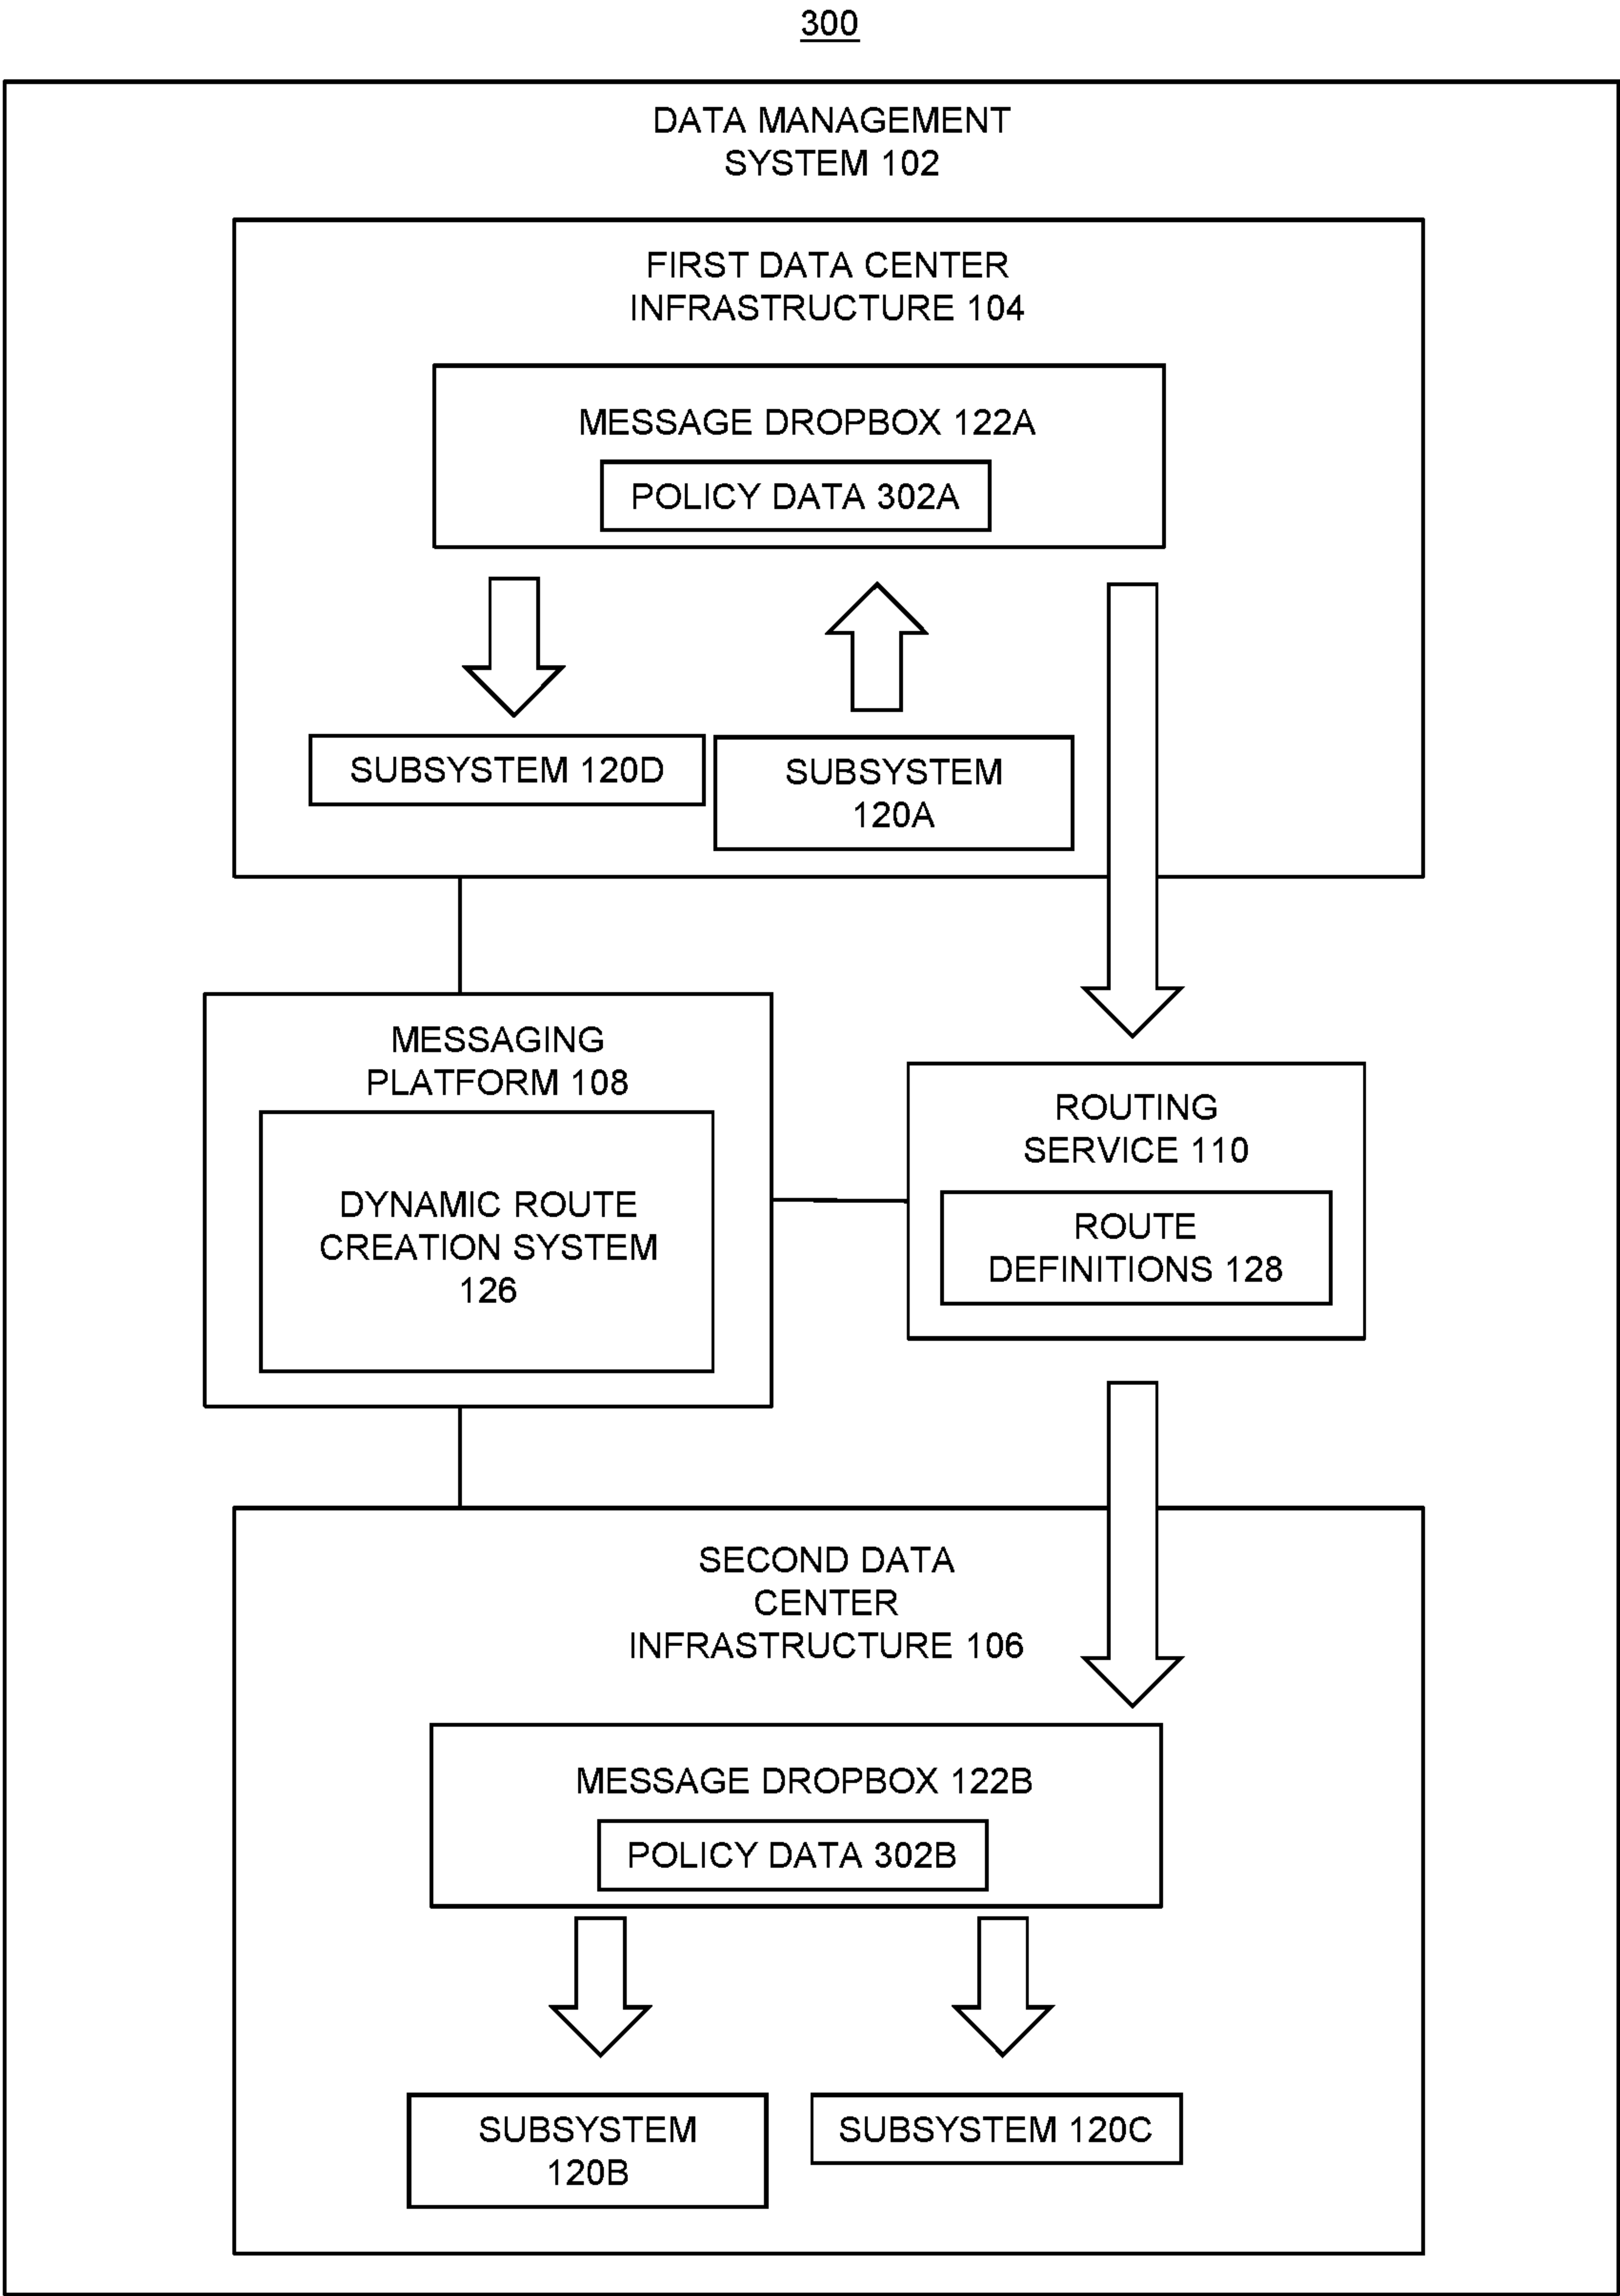 300
DATA MANAGEMENT
SYSTEM 102
FIRST DATA CENTER
INFRASTRUCTURE 104
MESSAGE DROPBOX 122A
POLICY DATA 302A
SUBSYSTEM 120D
SUBSYSTEM
120A
MESSAGING
PLATFORM 108
DYNAMIC ROUTE
CREATION SYSTEM
126
ROUTING
SERVICE 110
ROUTE
DEFINITIONS 128
SECOND DATA
CENTER
INFRASTRUCTURE 106
MESSAGE DROPBOX 122B
POLICY DATA 302B
SUBSYSTEM
120B
SUBSYSTEM 120C